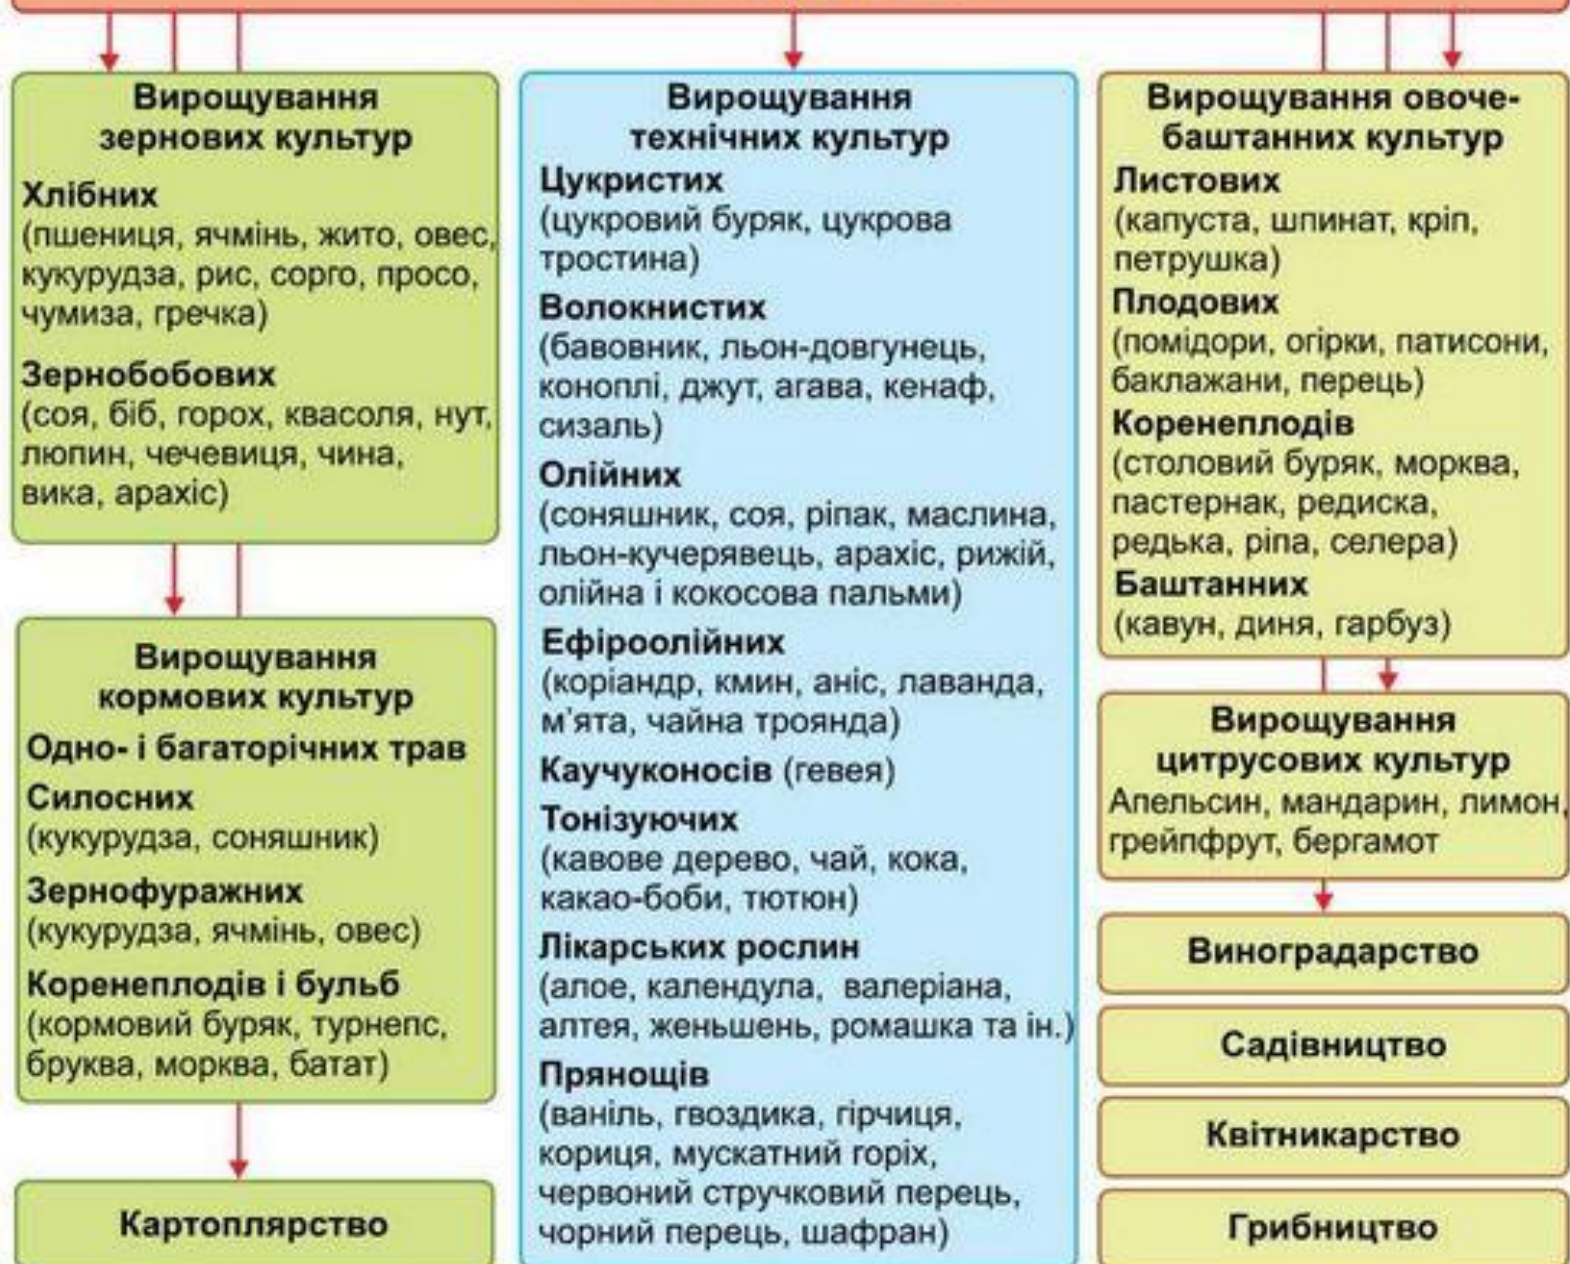 Вирощування
зернових культур
Хлібних
(пшениця, ячмінь, жито, овес,
кукурудза, рис, сорго, просо,
чумиза, гречка)
Зернобобових
(соя, біб, горох, квасоля, нут,
люпин, чечевиця, чина,
вика, арахіс)
Вирощування
кормових культур
Одно- і багаторічних трав
Силосних
(кукурудза, соняшник)
Зернофуражних
(кукурудза, ячмінь, овес)
Коренеплодів і бульб
(кормовий буряк, турнепс,
бруква, морква, батат)
Картоплярство
Вирощування
технічних культур
Цукристих
(цукровий буряк, цукрова
тростина)
Волокнистих
(бавовник, льон-довгунець,
коноплі, джут, агава, кенаф,
сизаль)
Олійних
(соняшник, соя, ріпак, маслина,
льон-кучерявець, арахіс, рижій,
олійна і кокосова пальми)
Ефіроолійних
(коріандр, кмин, аніс, лаванда,
м'ята, чайна троянда)
Каучуконосів (гевея)
Тонізуючих
(кавове дерево, чай, кока,
какао-боби, тютюн)
Лікарських рослин
(алое, календула, валеріана,
алтея, женьшень, ромашка та ін.)
Прянощів
(ваніль, гвоздика, гірчиця,
кориця, мускатний горіх,
червоний стручковий перець,
чорний перець, шафран)
Вирощування овоче-
баштанних культур
Листових
(капуста, шпинат, кріп,
петрушка)
Плодових
(помідори, огірки, патисони,
баклажани, перець)
Коренеплодів
(столовий буряк, морква,
пастернак, редиска,
редька, ріпа, селера)
Баштанних
(кавун, диня, гарбуз)
Вирощування
цитрусових культур
Апельсин, мандарин, лимон,
грейпфрут, бергамот
Виноградарство
Садівництво
Квітникарство
Грибництво